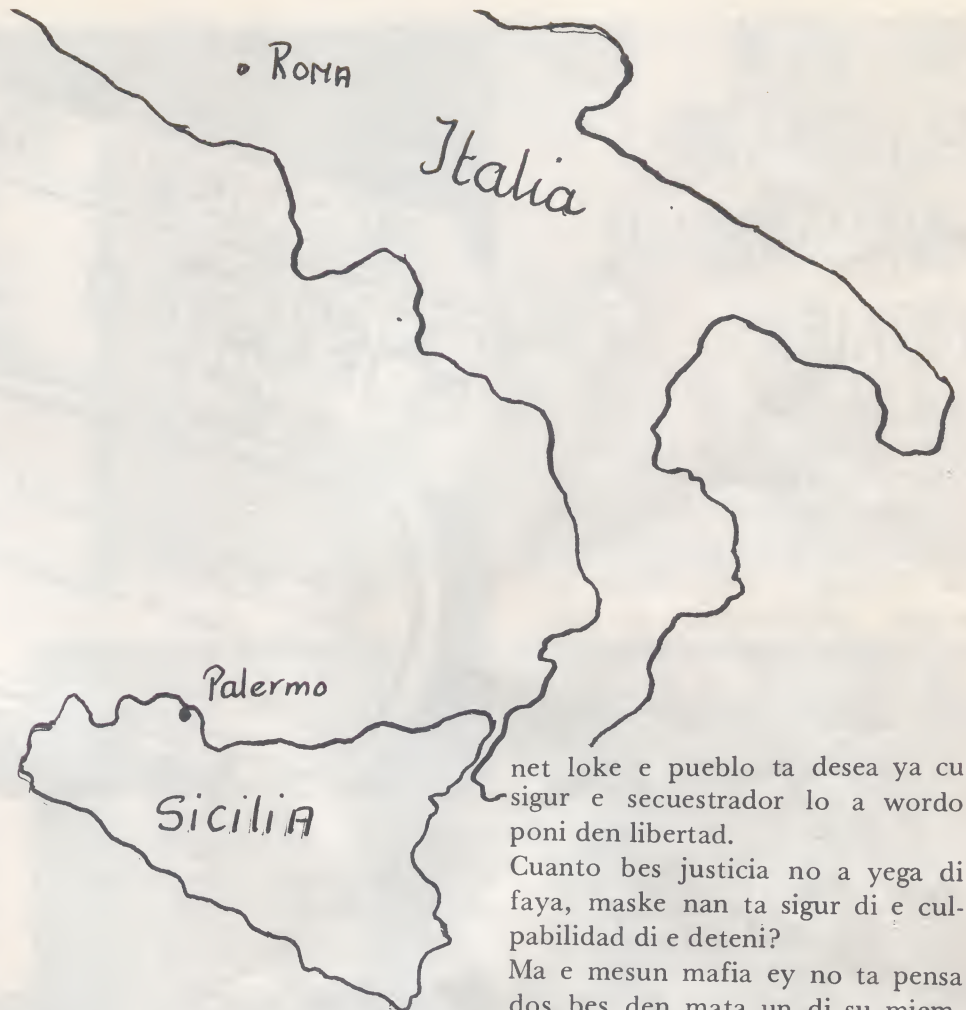 ROMA
Italia
Palermo
SiciliA
net loke e pueblo ta desea ya cu
sigur e secuestrador lo a wordo
poni den libertad.
Cuanto bes justicia no a yega di
faya, maske nan ta sigur di e cul-
pabilidad di e deteni?
Ma e mesun mafia ey no ta pensa
dos bes den mata un di su miem-